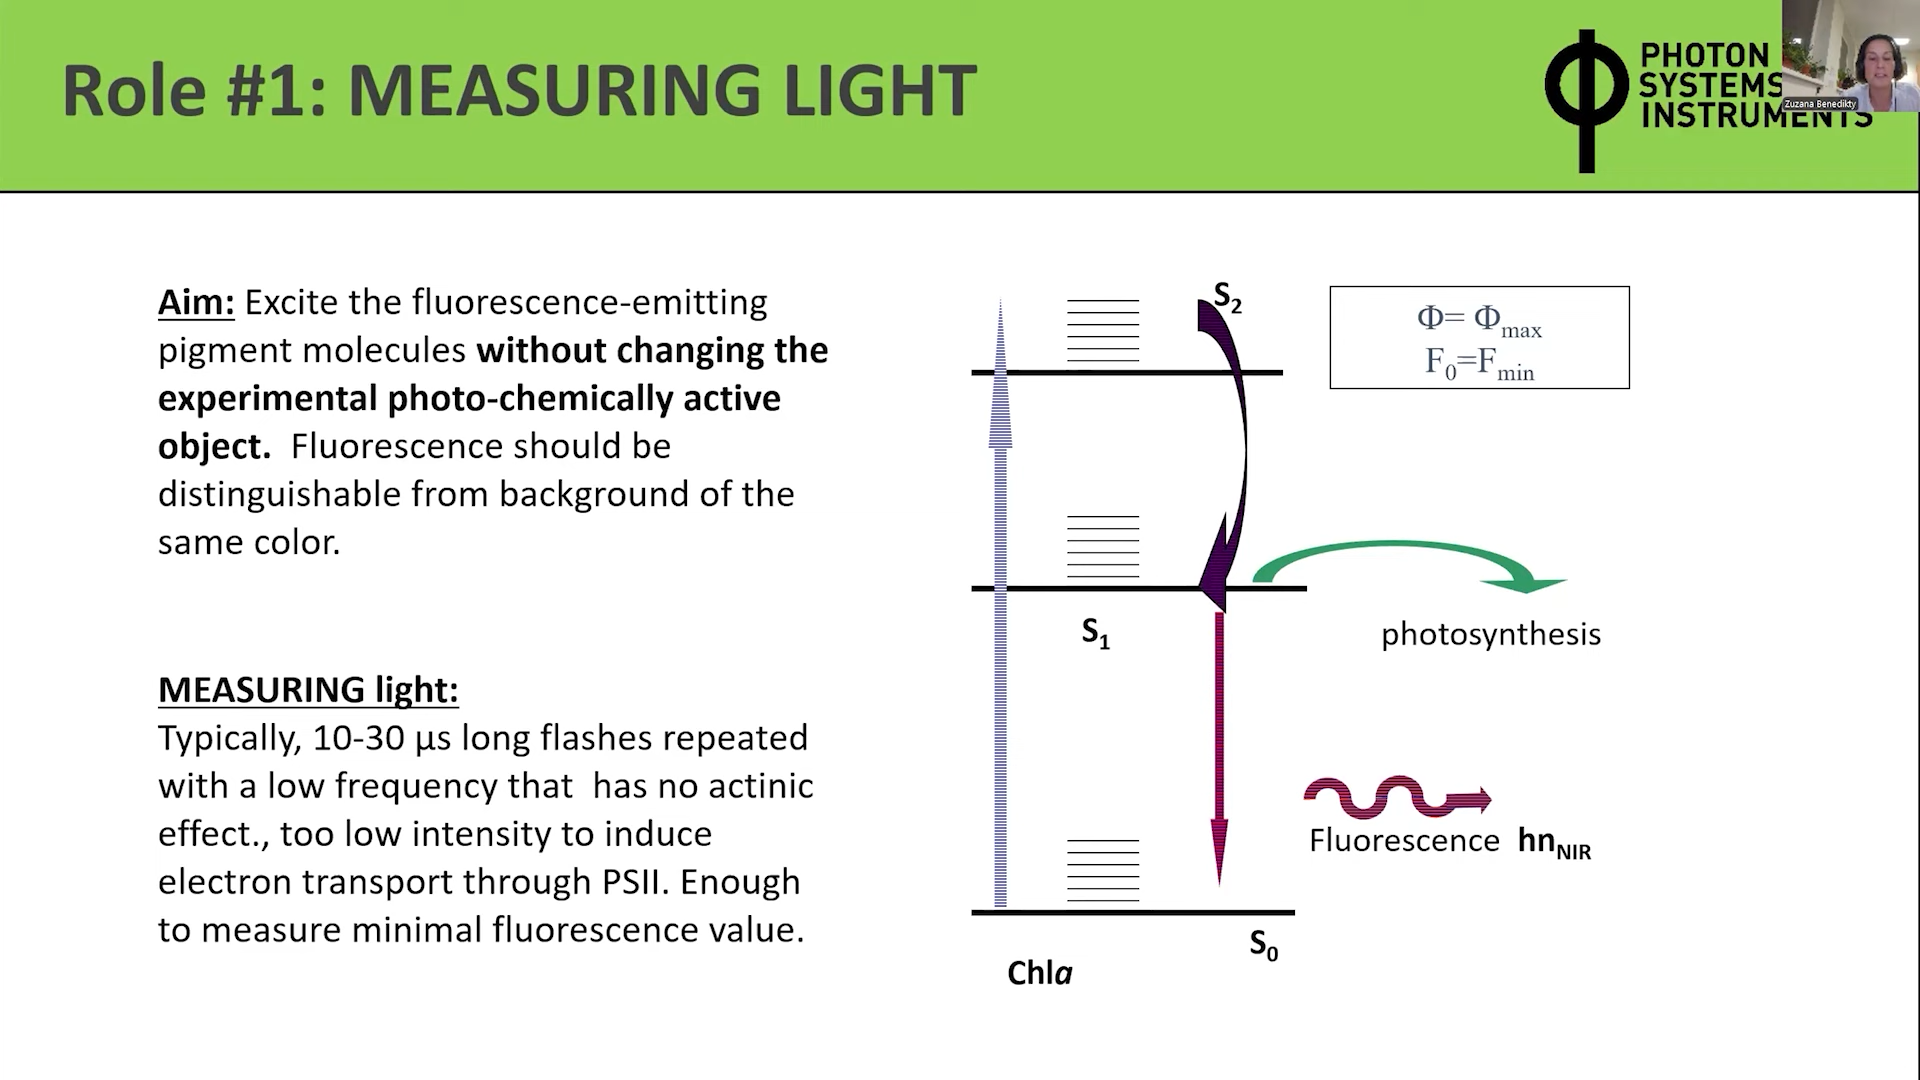 Role #1: MEASURING LIGHT
PHOTON
SYSTEMS
INSTRUMENTS
Zuzana Benedikty
Aim: Excite the fluorescence-emitting
pigment molecules without changing the
experimental photo-chemically active
object.  Fluorescence should be
distinguishable from background of the
same color.
MEASURING light:
Typically, 10-30 µs long flashes repeated
with a low frequency that  has no actinic
effect., too low intensity to induce
electron transport through PSII. Enough
to measure minimal fluorescence value.
S2
Φ= Φmax
F0=Fmin
S1
photosynthesis
Fluorescence  hnNIR
S0
Chla